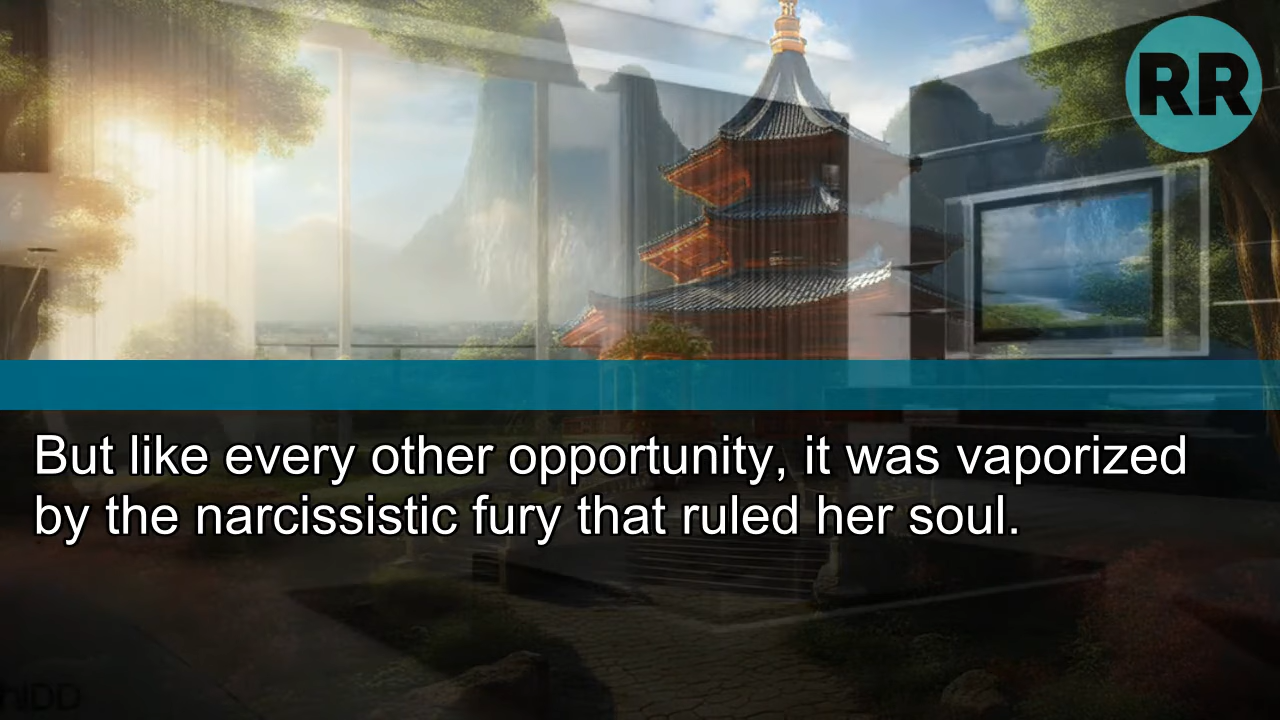 RR
But like every other opportunity, it was vaporized
by the narcissistic fury that ruled her soul.